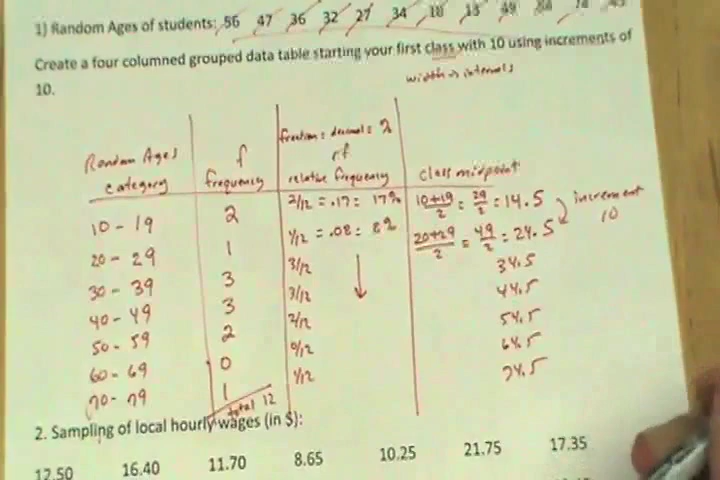 1) Random Ages of students: 56 47 36 32 27 34 18 13 49
Create a four columned grouped data table starting your first class with 10 using increments of
10.
width → intervals
Random Ages category
f frequency
fraction = decimal = %
rf
relative frequency
class midpoint
10 - 19 2 2/12 = .17 = 17% 10+19/2 = 29/2 = 14.5
increment
10
20 - 29 1 1/12 = .08 = 8% 20+29/2 = 49/2 = 24.5
30 - 39 3 3/12 34.5
40 - 49 3 3/12 44.5
50 - 59 2 2/12 54.5
60 - 69 0 0/12 64.5
70 - 79 1 1/12 74.5
total 12
2. Sampling of local hourly wages (in $):
12.50 16.40 11.70 8.65 10.25 21.75 17.35